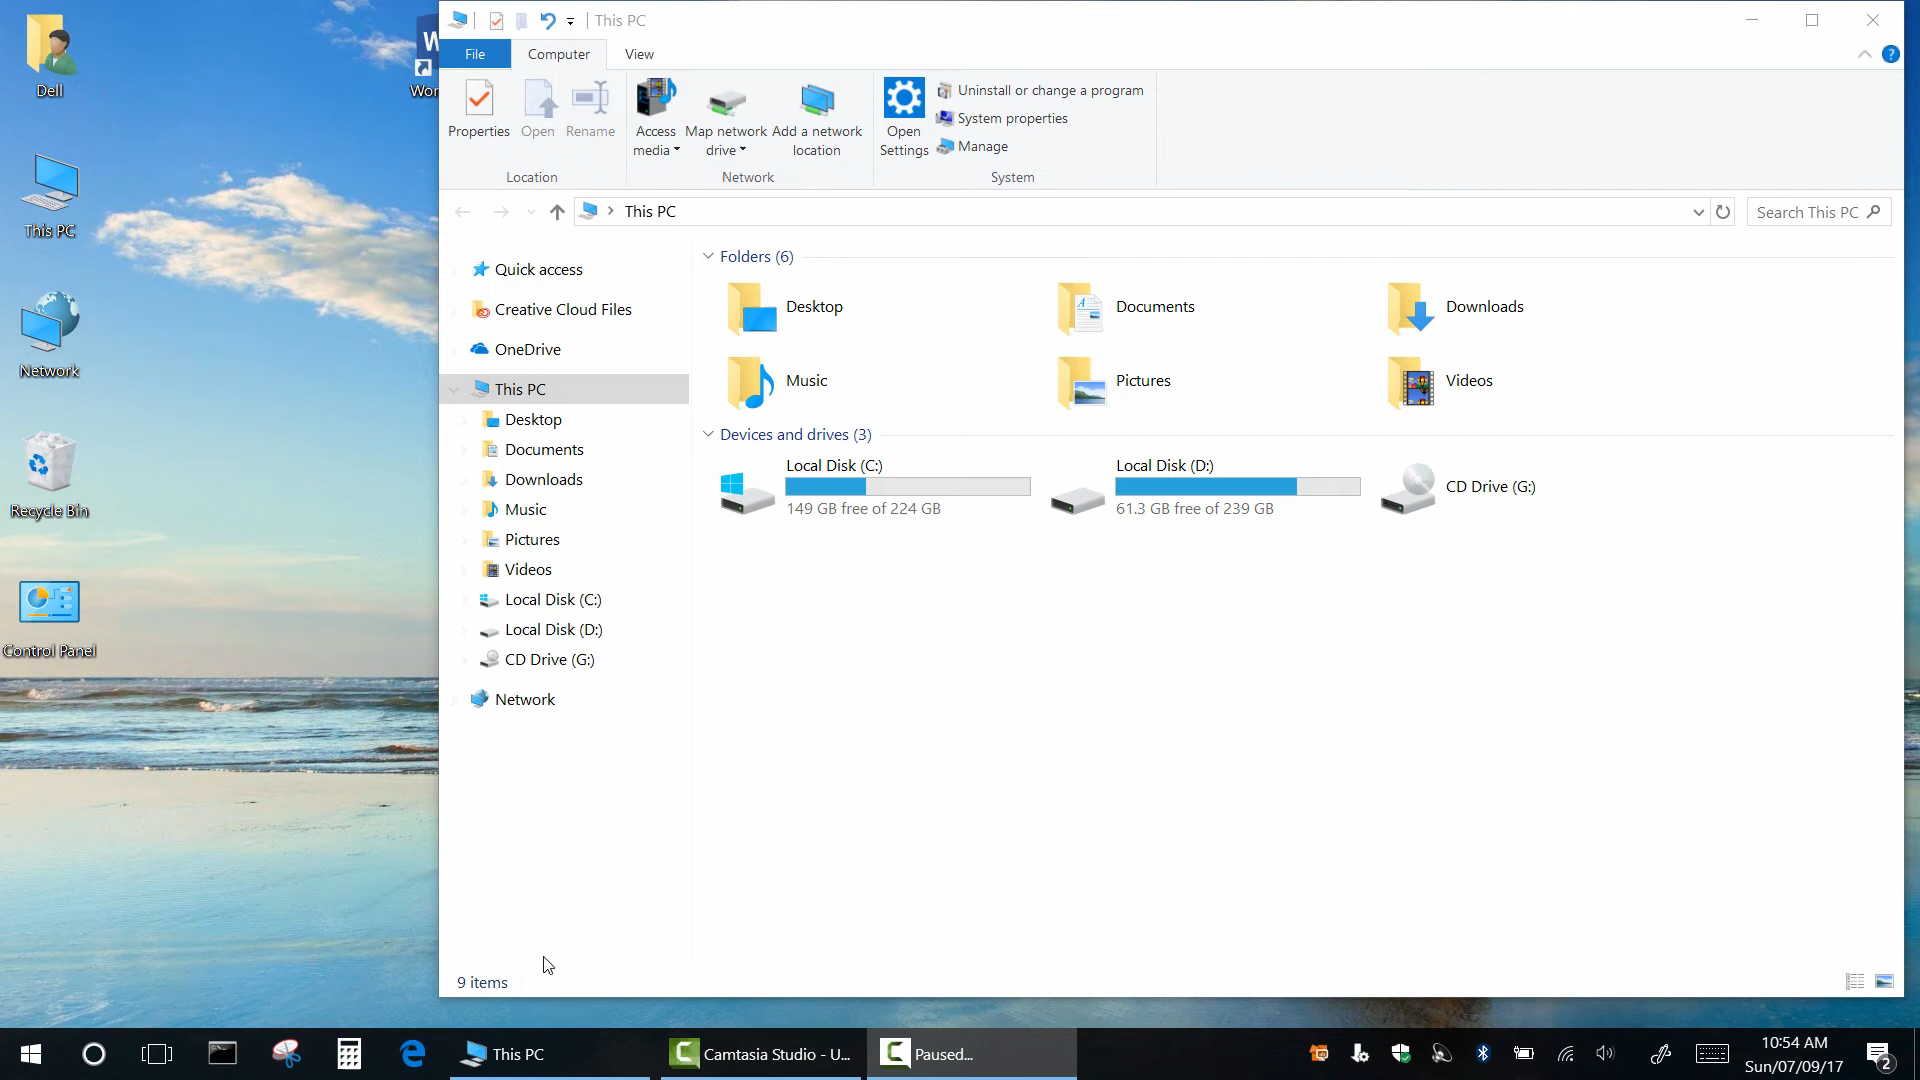 This PC
File
Computer
View
Properties
Open
Rename
Access
media
Map network
drive
Add a network
location
Open
Settings
Uninstall or change a program
System properties
Manage
Location
Network
System
This PC
Search This PC
Dell
W
Wor
This PC
Network
Recycle Bin
Control Panel
Quick access
Creative Cloud Files
OneDrive
This PC
Desktop
Documents
Downloads
Music
Pictures
Videos
Local Disk (C:)
Local Disk (D:)
CD Drive (G:)
Network
Folders (6)
Desktop
Documents
Downloads
Music
Pictures
Videos
Devices and drives (3)
Local Disk (C:)
149 GB free of 224 GB
Local Disk (D:)
61.3 GB free of 239 GB
CD Drive (G:)
9 items
This PC
Camtasia Studio - U...
Paused...
10:54 AM
Sun/07/09/17
2